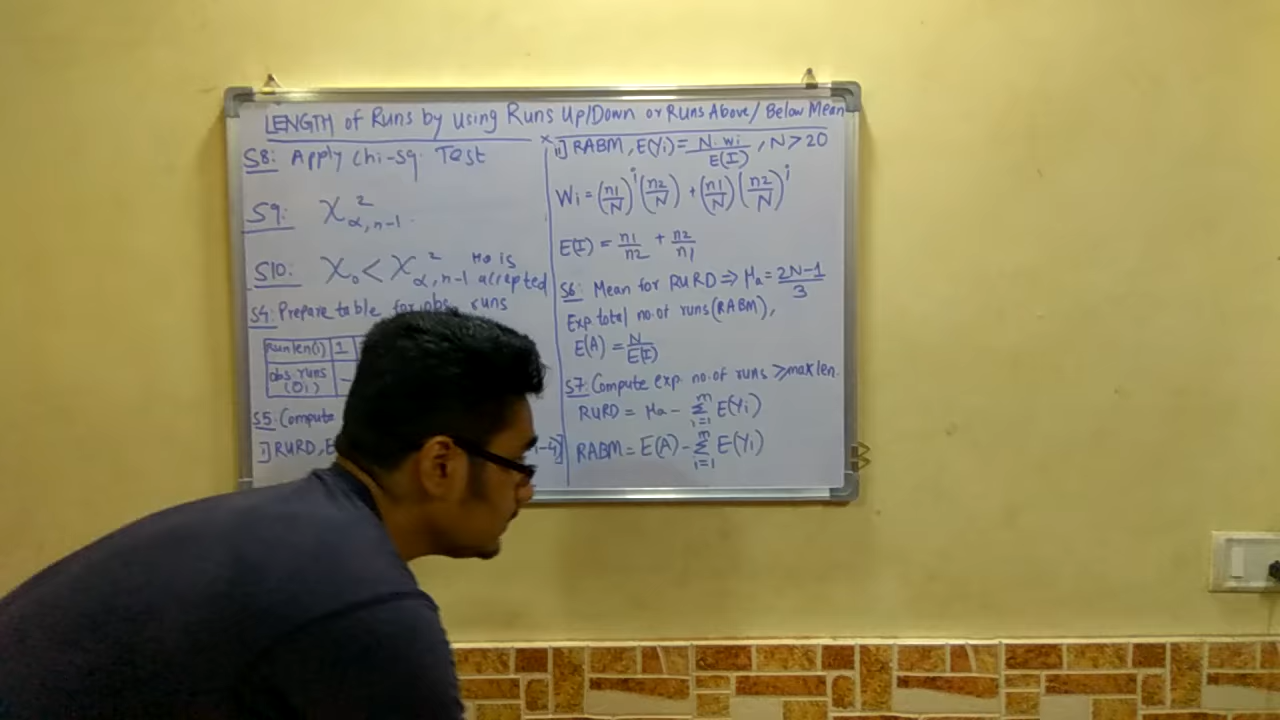 LENGTH of Runs by using Runs Up/Down or Runs Above/Below Mean
S8: Apply Chi-sq. Test
S9: χ²α,n-1.
S10: χ₀ < χ²α,n-1 Ho is accepted
S4: Prepare table for obs. runs
Runlen(i) 1
obs. runs (Oi) –
S5: Compute
i] RURD, E
-4)]
ii] RABM, E(Yi) = N.wi / E(I), N > 20
Wi = (n1/N)^i (n2/N) + (n1/N) (n2/N)^i
E(I) = n1/n2 + n2/n1
S6: Mean for RURD ⇒ μa = 2N-1 / 3
Exp. total no. of runs (RABM),
E(A) = N / E(I)
S7: Compute exp. no. of runs ≥ max len.
RURD = μa - Σ^m_{i=1} E(Yi)
RABM = E(A) - Σ^m_{i=1} E(Yi)